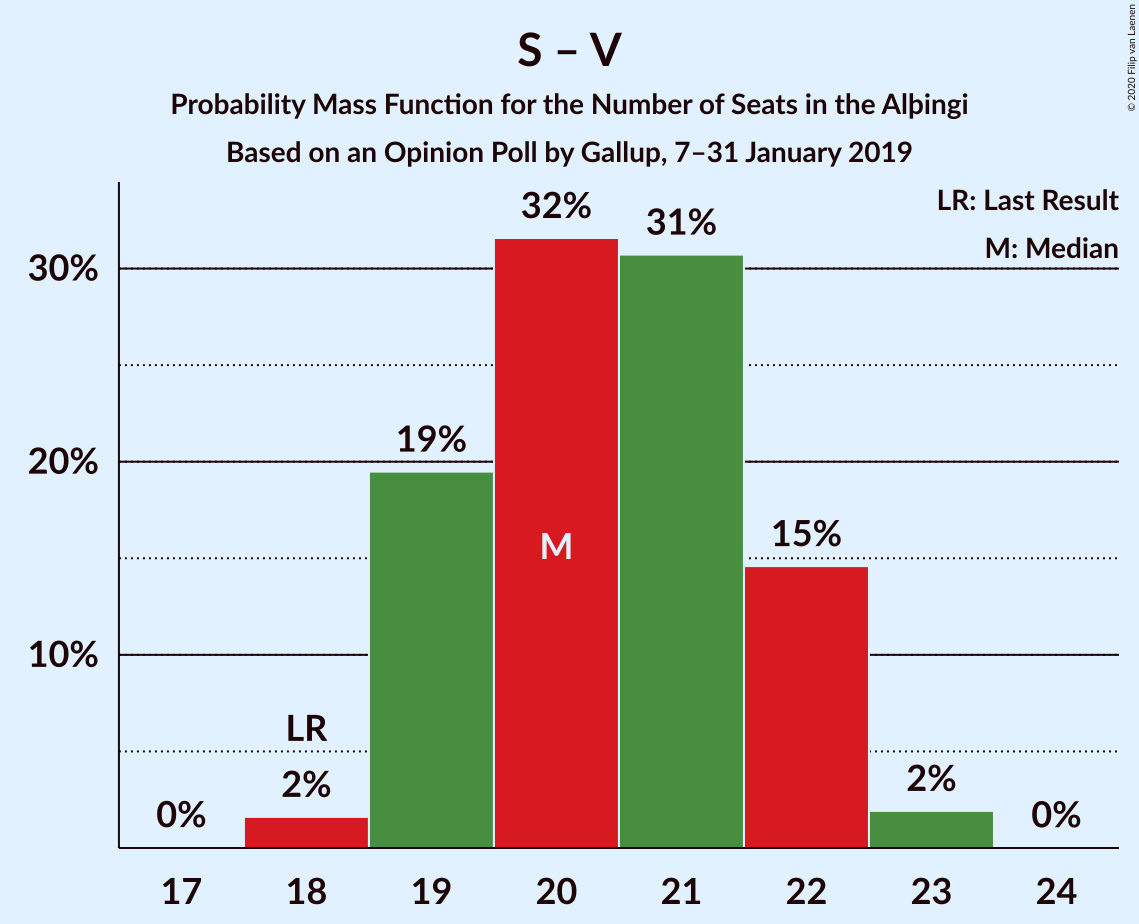 S – V
Probability Mass Function for the Number of Seats in the Alþingi
Based on an Opinion Poll by Gallup, 7–31 January 2019
© 2020 Filip van Laenen
LR: Last Result
M: Median
32%
31%
30%
19%
20%
M
15%
10%
LR
0%
2%
2%
0%
17 18 19 20 21 22 23 24